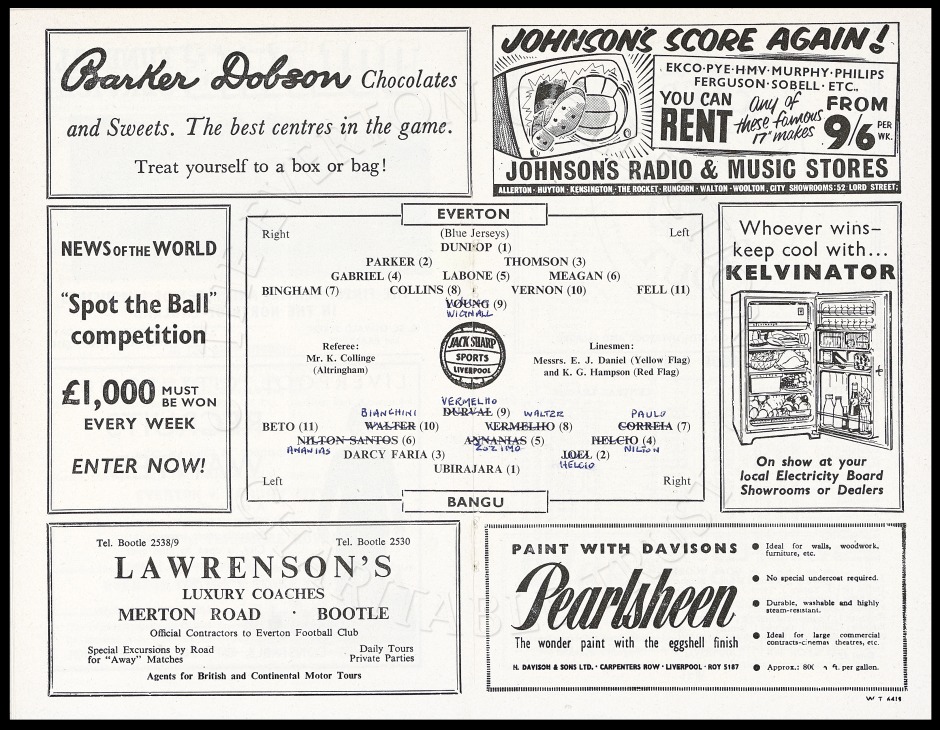 Barker Dobson Chocolates
and Sweets. The best centres in the game.
Treat yourself to a box or bag!
JOHNSON'S SCORE AGAIN!
EKCO·PYE·HMV·MURPHY·PHILIPS
FERGUSON·SOBELL·ETC..
YOU CAN RENT any of these famous 17" makes FROM 9/6 PER WK.
JOHNSON'S RADIO & MUSIC STORES
ALLERTON·HUYTON·KENSINGTON·THE ROCKET·RUNCORN·WALTON·WOOLTON. CITY SHOWROOMS:52 LORD STREET;
NEWS OF THE WORLD
"Spot the Ball"
competition
£1,000 MUST BE WON
EVERY WEEK
ENTER NOW!
EVERTON
Right (Blue Jerseys) Left
DUNLOP (1)
PARKER (2) THOMSON (3)
GABRIEL (4) LABONE (5) MEAGAN (6)
BINGHAM (7) COLLINS (8) VERNON (10) FELL (11)
YOUNG (9)
WIGNALL
Referee:
Mr. K. Collinge
(Altringham)
JACK SHARP
SPORTS
LIVERPOOL
Linesmen:
Messrs. E. J. Daniel (Yellow Flag)
and K. G. Hampson (Red Flag)
VERMELHO
BIANCHINI DURVAL (9) WALTER PAULO
BETO (11) WALTER (10) VERMELHO (8) CORREIA (7)
NILTON SANTOS (6) ANNANIAS (5) HELCIO (4)
ANANIAS ZOZIMO NILTON
DARCY FARIA (3) JOEL (2)
HELCIO
UBIRAJARA (1)
Left Right
BANGU
Whoever wins–
keep cool with...
KELVINATOR
On show at your
local Electricity Board
Showrooms or Dealers
Tel. Bootle 2538/9 Tel. Bootle 2530
LAWRENSON'S
LUXURY COACHES
MERTON ROAD · BOOTLE
Official Contractors to Everton Football Club
Special Excursions by Road
for "Away" Matches
Daily Tours
Private Parties
Agents for British and Continental Motor Tours
PAINT WITH DAVISONS
Pearlsheen
The wonder paint with the eggshell finish
H. DAVISON & SONS LTD. · CARPENTERS ROW · LIVERPOOL · ROY 5187
Ideal for walls, woodwork, furniture, etc.
No special undercoat required.
Durable, washable and highly steam-resistant.
Ideal for large commercial contracts-cinemas theatres, etc.
Approx.: 800 ft. per gallon.
W T 6418